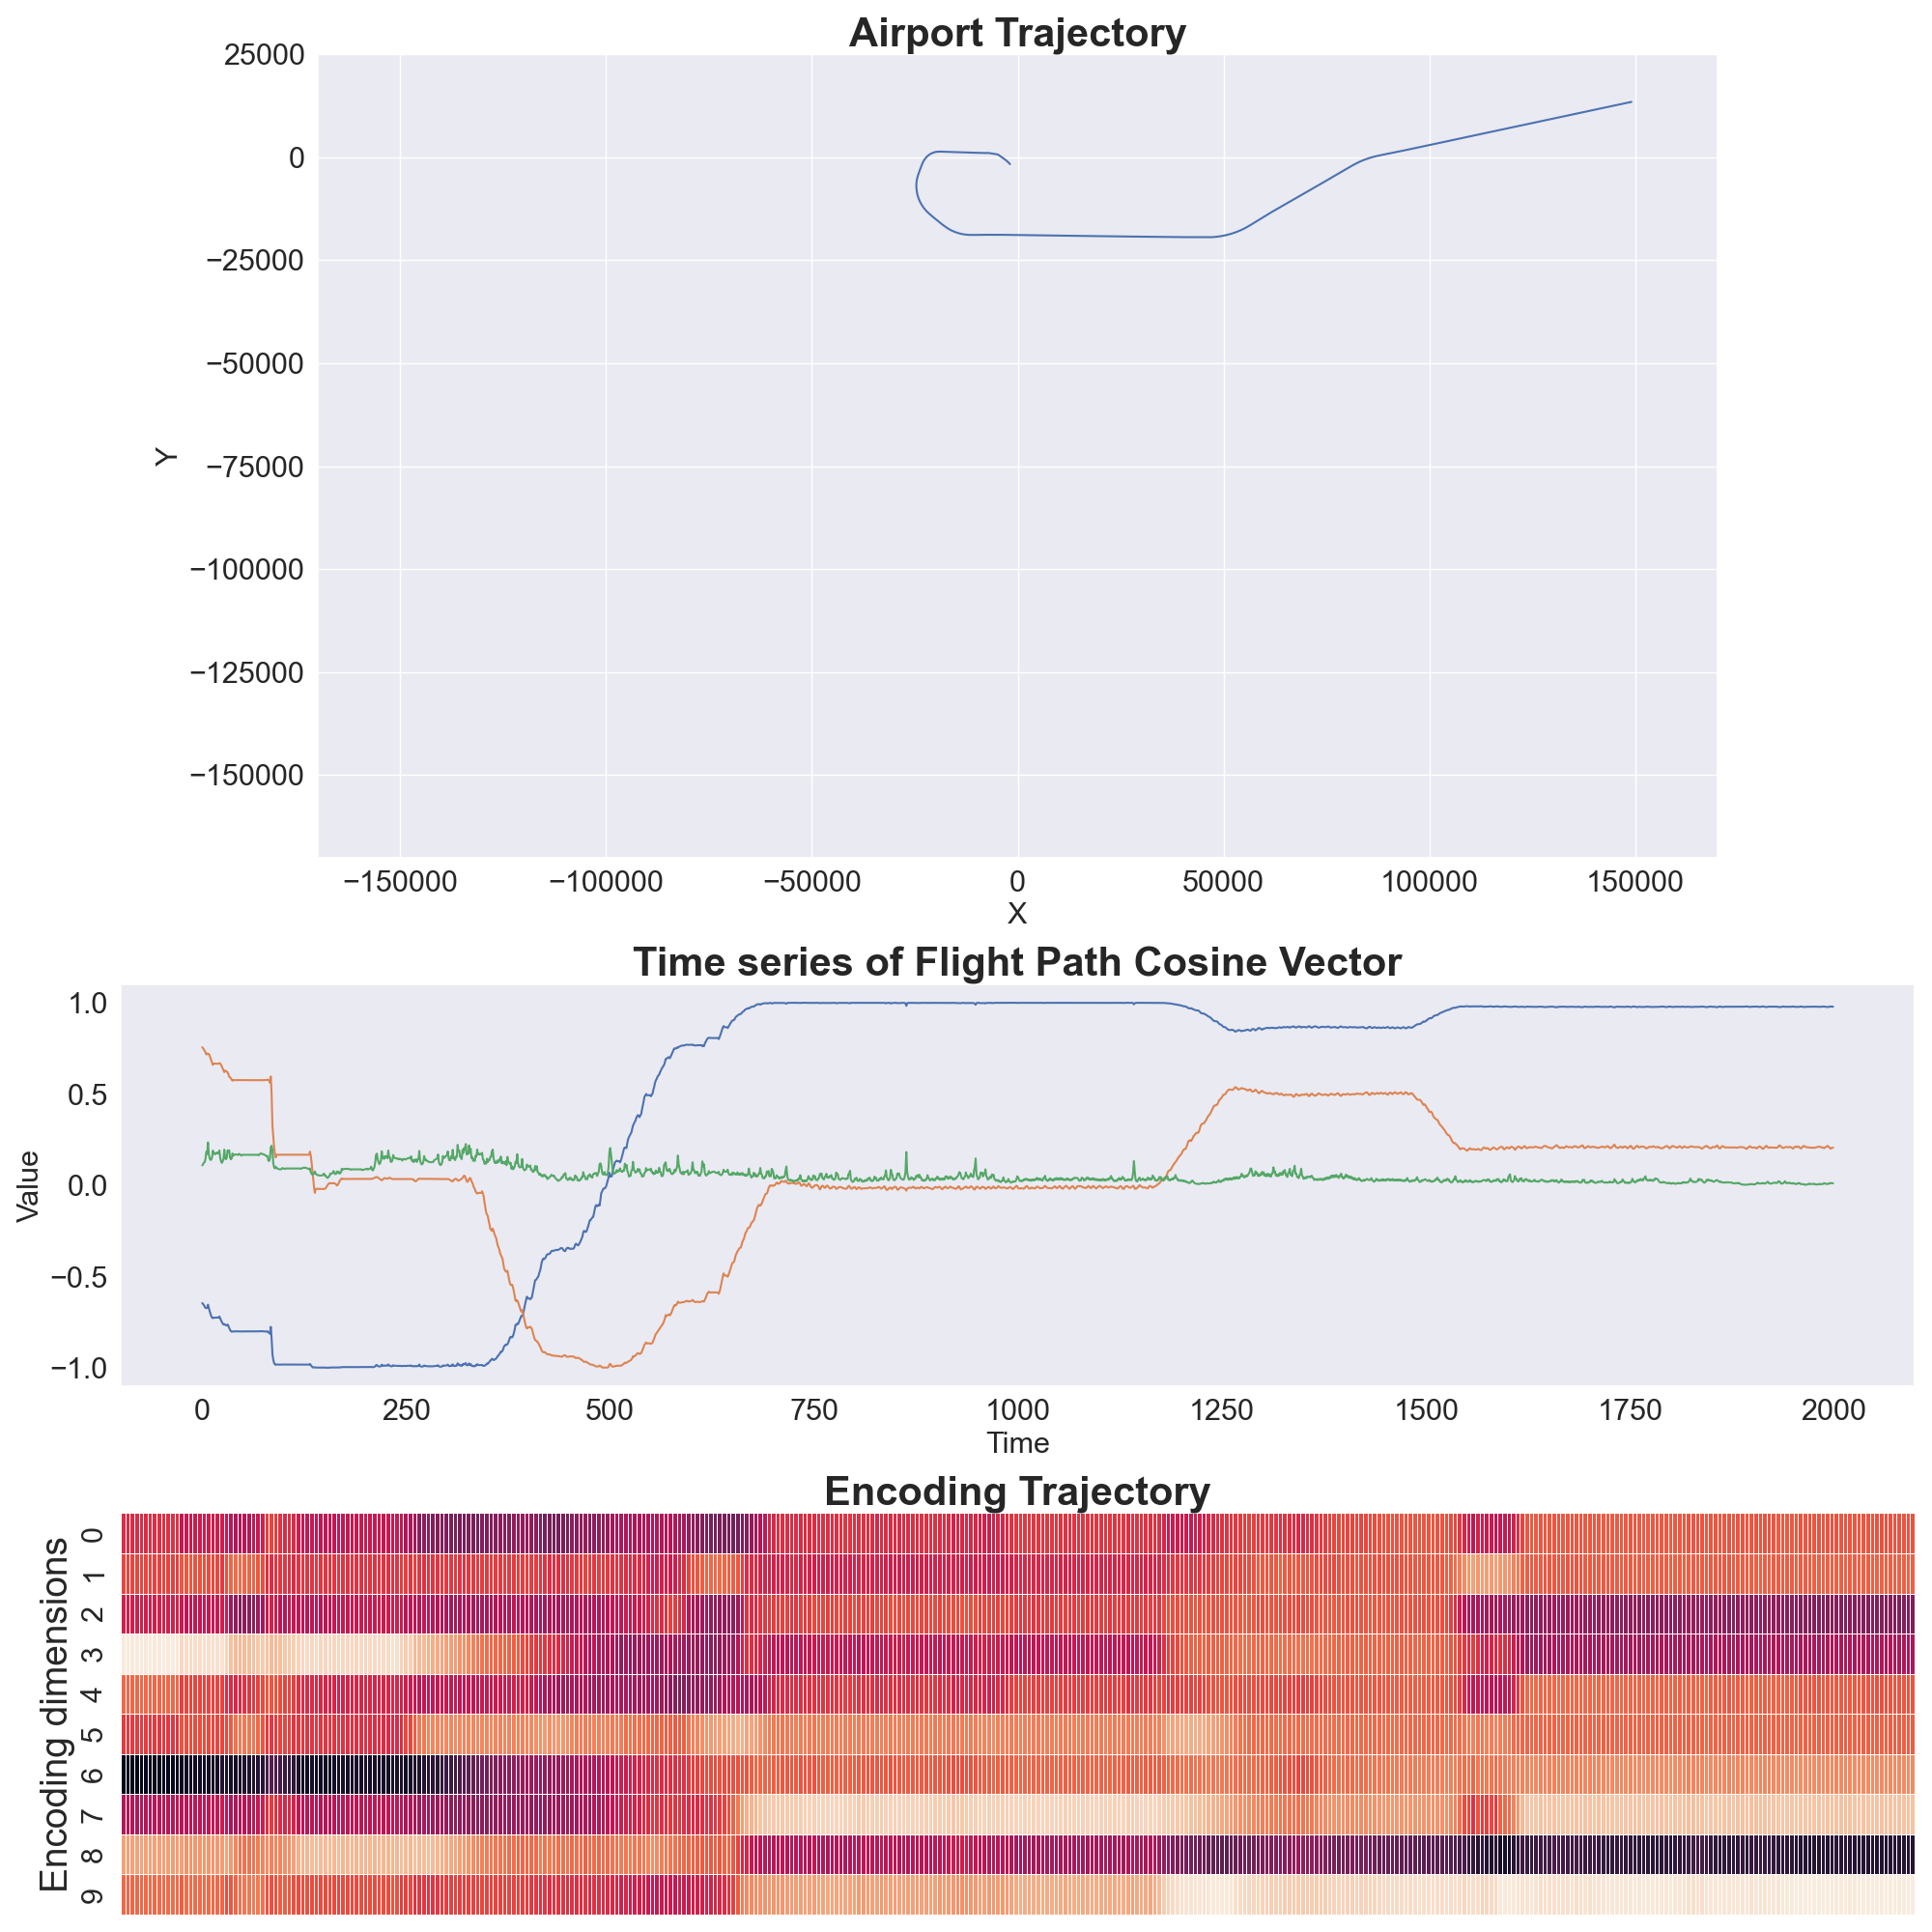 Airport Trajectory
25000
0
−25000
−50000
−75000
−100000
−125000
−150000
Y
−150000 −100000 −50000 0 50000 100000 150000
X
Time series of Flight Path Cosine Vector
1.0
0.5
0.0
−0.5
−1.0
Value
0 250 500 750 1000 1250 1500 1750 2000
Time
Encoding Trajectory
Encoding dimensions
0
1
2
3
4
5
6
7
8
9